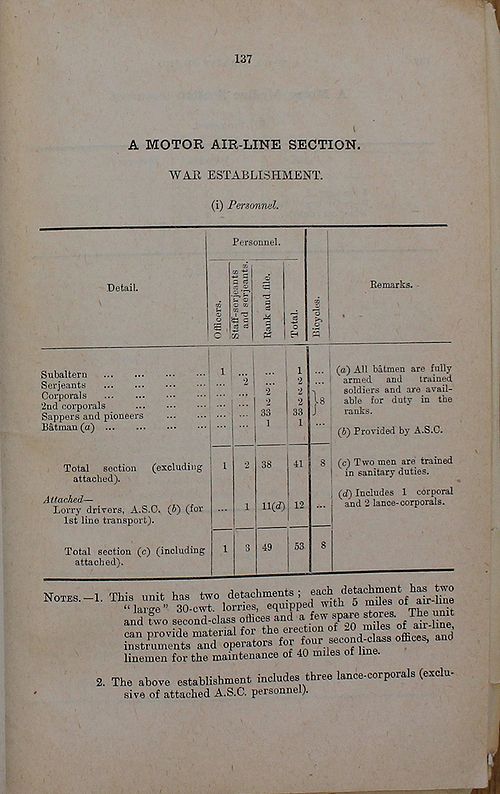 137
A MOTOR AIR-LINE SECTION.
WAR ESTABLISHMENT.
(i) Personnel.
Detail.
Personnel.
Officers.
Staff-serjeants and serjeants.
Rank and file.
Total.
Bicycles.
Remarks.
Subaltern ... ... ... ... 1 ... ... 1 ...
Serjeants ... ... ... ... ... 2 ... 2 ...
Corporals ... ... ... ... ... ... 2 2
2nd corporals ... ... ... ... ... 2 2 } 8
Sappers and pioneers ... ... ... ... 33 33
Bâtman (a) ... ... ... ... ... ... 1 1 ...
Total section (excluding attached). 1 2 38 41 8
Attached—
Lorry drivers, A.S.C. (b) (for 1st line transport). ... 1 11(d) 12 ...
Total section (c) (including attached). 1 3 49 53 8
(a) All bâtmen are fully
armed and trained
soldiers and are avail-
able for duty in the
ranks.
(b) Provided by A.S.C.
(c) Two men are trained
in sanitary duties.
(d) Includes 1 corporal
and 2 lance-corporals.
NOTES.—1. This unit has two detachments; each detachment has two
"large" 30-cwt. lorries, equipped with 5 miles of air-line
and two second-class offices and a few spare stores. The unit
can provide material for the erection of 20 miles of air-line,
instruments and operators for four second-class offices, and
linemen for the maintenance of 40 miles of line.
2. The above establishment includes three lance-corporals (exclu-
sive of attached A.S.C. personnel).